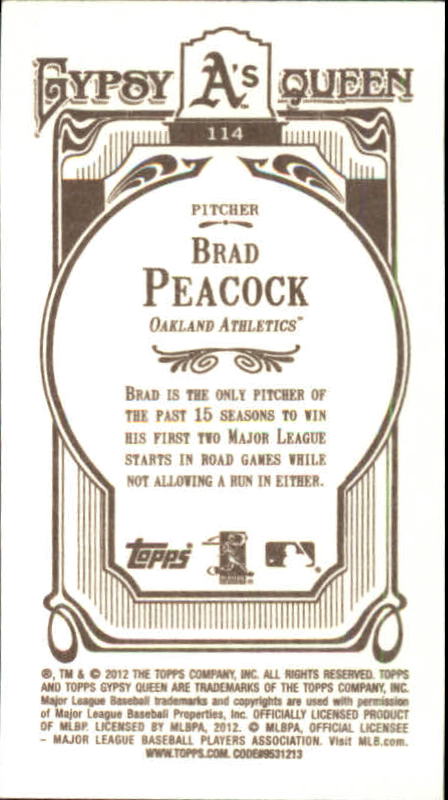 GYPSY A's QUEEN
114
PITCHER
BRAD
PEACOCK
OAKLAND ATHLETICS™
BRAD IS THE ONLY PITCHER OF
THE PAST 15 SEASONS TO WIN
HIS FIRST TWO MAJOR LEAGUE
STARTS IN ROAD GAMES WHILE
NOT ALLOWING A RUN IN EITHER.
TOPPS
®, TM & © 2012 THE TOPPS COMPANY, INC. ALL RIGHTS RESERVED. TOPPS
AND TOPPS GYPSY QUEEN ARE TRADEMARKS OF THE TOPPS COMPANY, INC.
Major League Baseball trademarks and copyrights are used with permission
of Major League Baseball Properties, Inc. OFFICIALLY LICENSED PRODUCT
OF MLBP. LICENSED BY MLBPA, 2012. © MLBPA, OFFICIAL LICENSEE
– MAJOR LEAGUE BASEBALL PLAYERS ASSOCIATION. Visit MLB.com.
WWW.TOPPS.COM. CODE#9531213